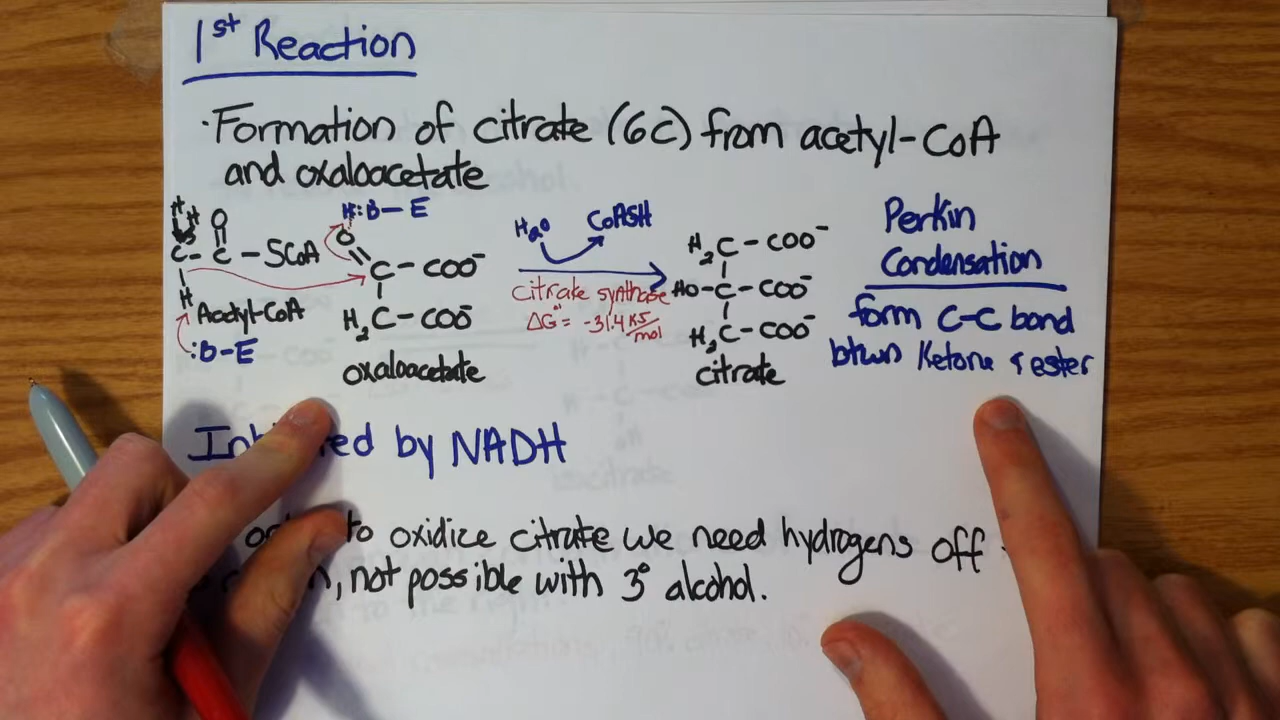 1st Reaction
·Formation of citrate (6C) from acetyl-CoA
and oxaloacetate
H:B-E
H H O
C-C-SCoA
H
Acetyl-CoA
:B-E
O
C-COO⁻
H₂C-COO⁻
oxaloacetate
H₂O CoASH
citrate synthase
ΔG°'= -31.4 KJ/mol
H₂C-COO⁻
HO-C-COO⁻
H₂C-COO⁻
citrate
Perkin
Condensation
form C-C bond
btwn Ketone & ester
by NADH
to oxidize citrate we need hydrogens off
, not possible with 3° alcohol.